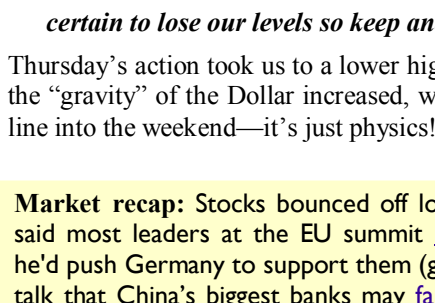 certain to lose our levels so keep an
Thursday’s action took us to a lower hig
the “gravity” of the Dollar increased, w
line into the weekend—it’s just physics!
Market recap: Stocks bounced off lo
said most leaders at the EU summit
he'd push Germany to support them (g
talk that China's biggest banks may fa